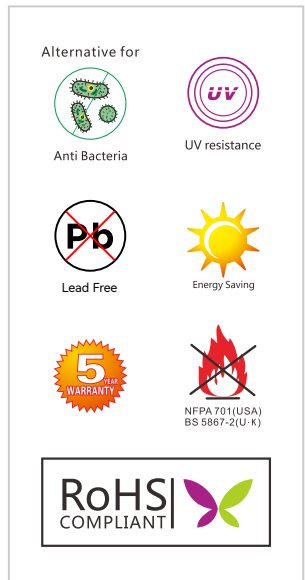 Alternative for
Anti Bacteria
UV
UV resistance
Pb
Lead Free
Energy Saving
5
YEAR
WARRANTY
NFPA 701(USA)
BS 5867-2(U·K)
RoHS
COMPLIANT